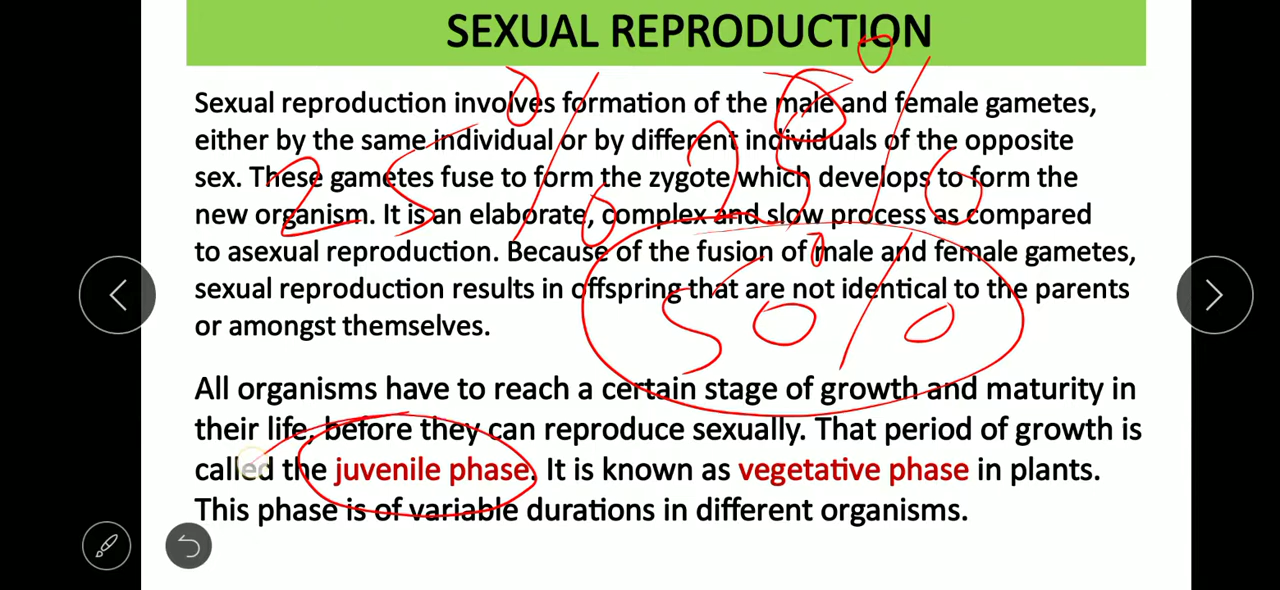 SEXUAL REPRODUCTION
Sexual reproduction involves formation of the male and female gametes,
either by the same individual or by different individuals of the opposite
sex. These gametes fuse to form the zygote which develops to form the
new organism. It is an elaborate, complex and slow process as compared
to asexual reproduction. Because of the fusion of male and female gametes,
sexual reproduction results in offspring that are not identical to the parents
or amongst themselves.
25% 25%
50%
All organisms have to reach a certain stage of growth and maturity in
their life, before they can reproduce sexually. That period of growth is
called the juvenile phase. It is known as vegetative phase in plants.
This phase is of variable durations in different organisms.